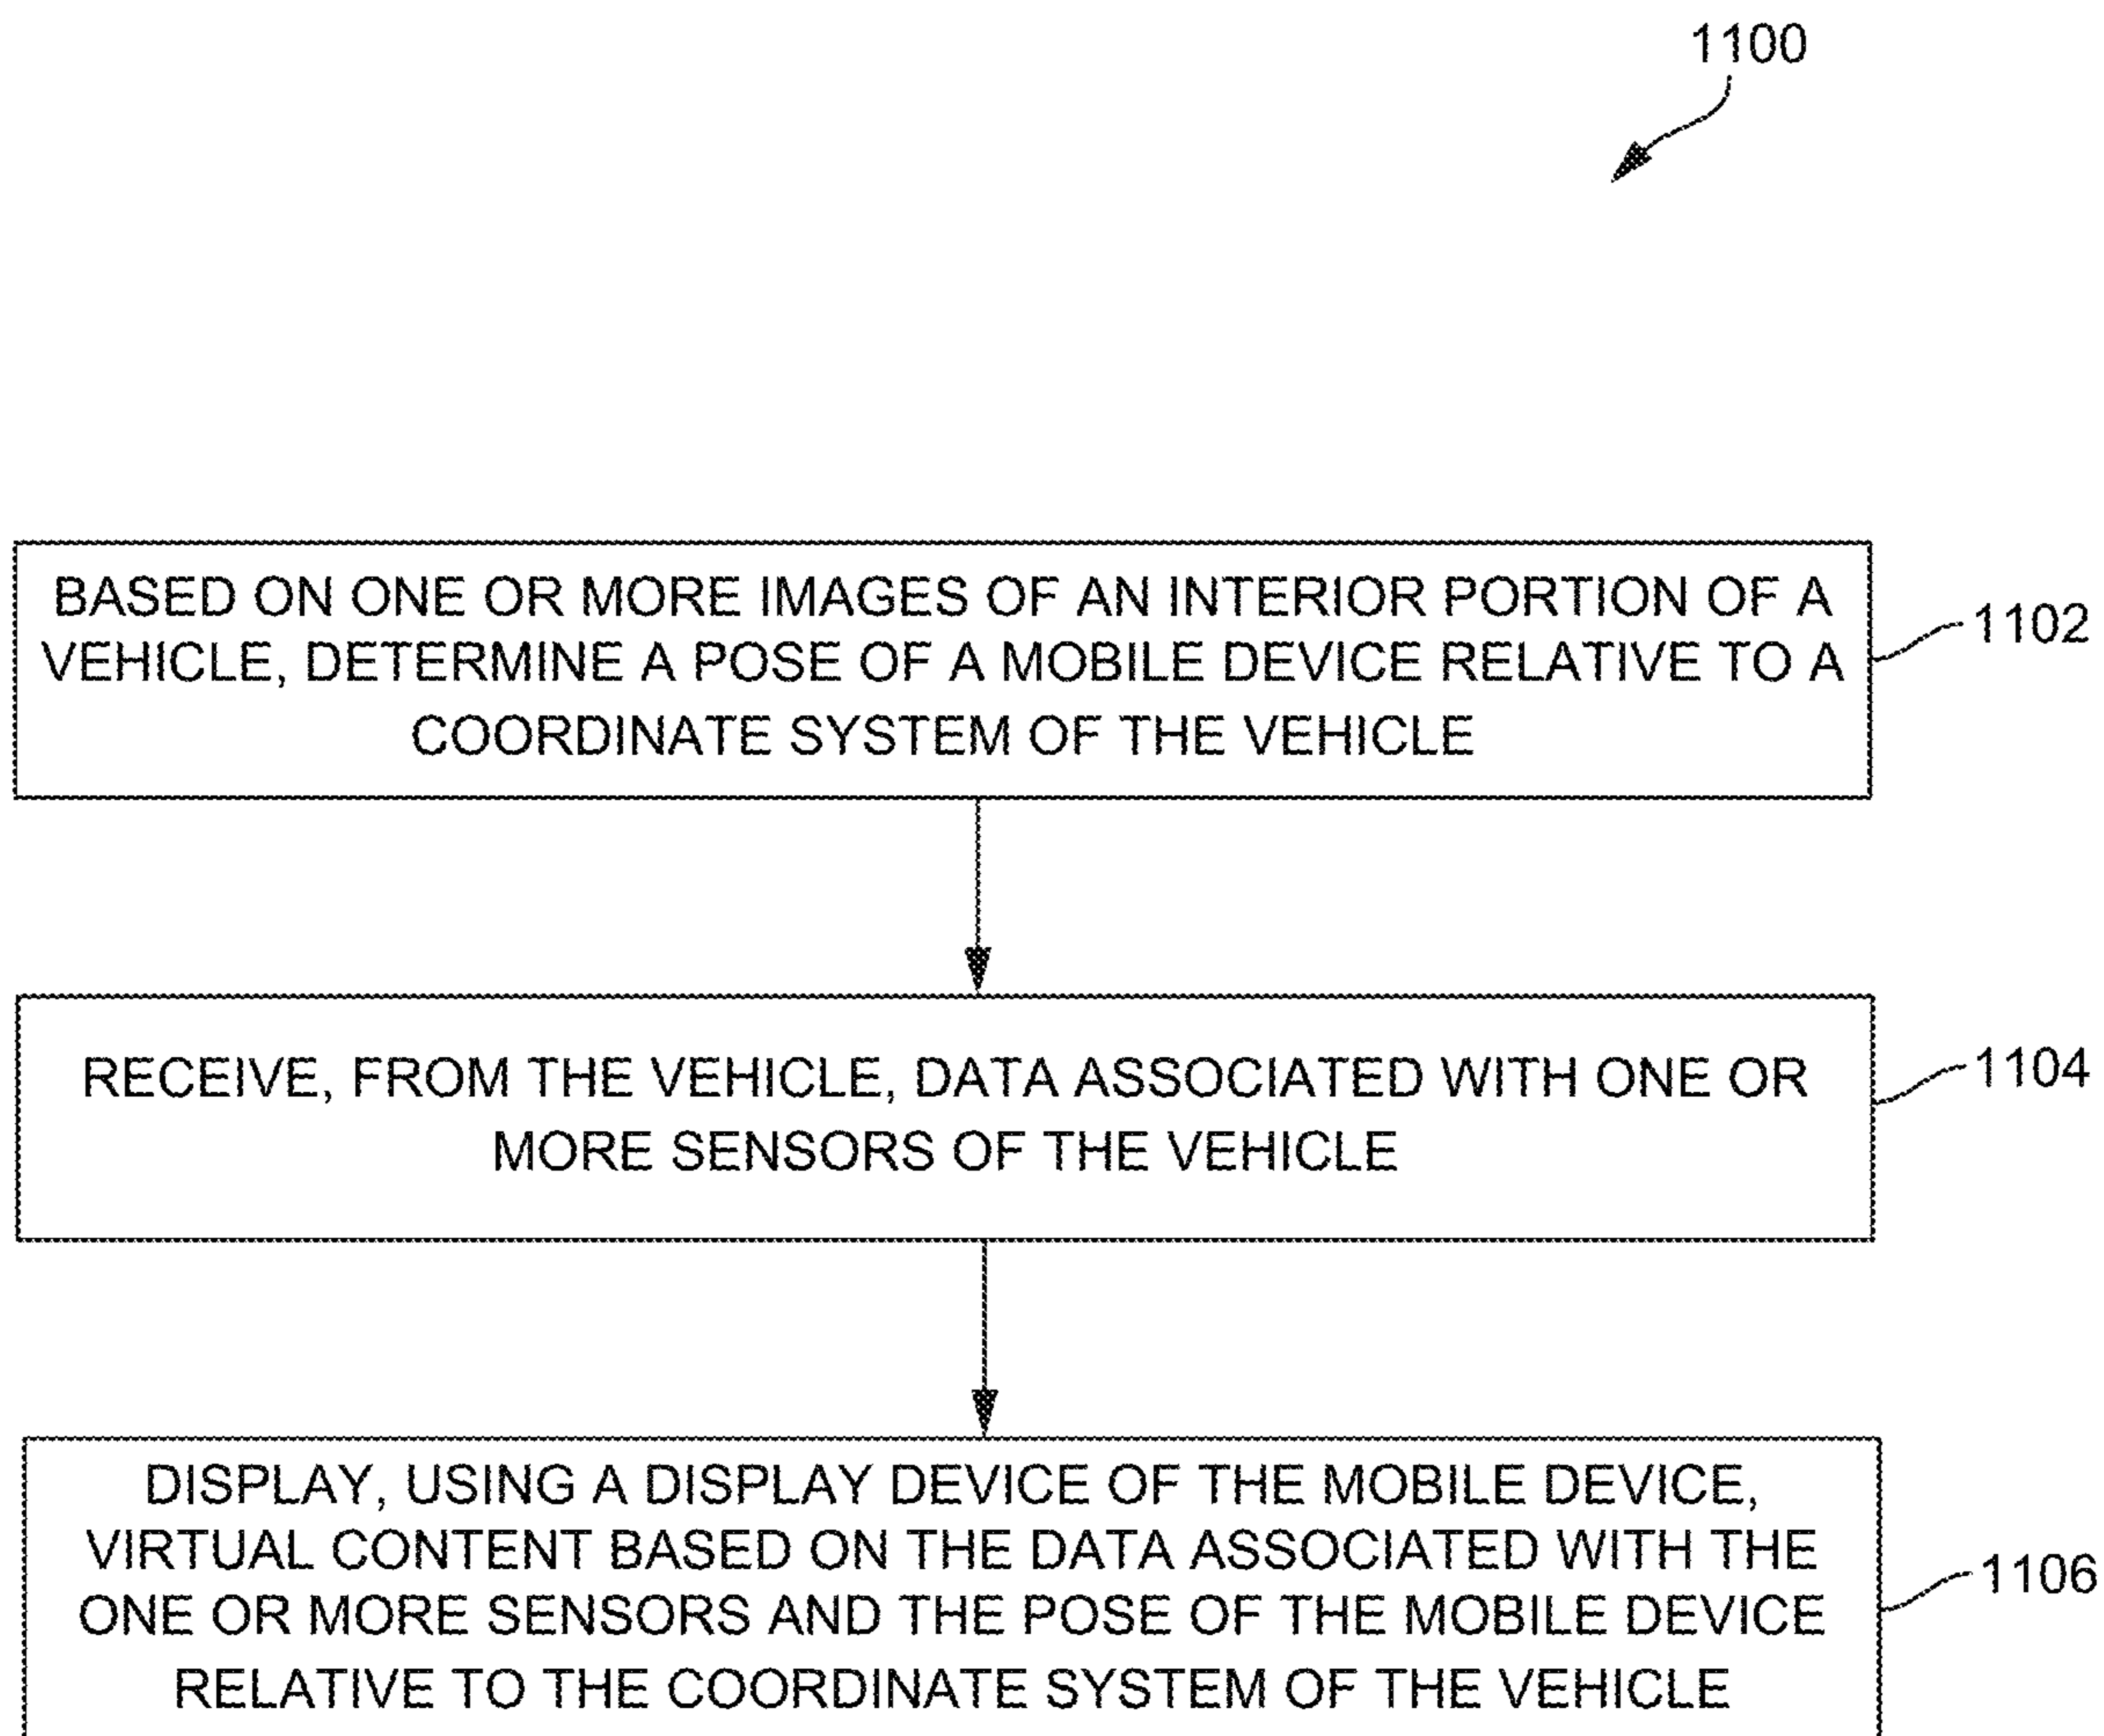 1100
BASED ON ONE OR MORE IMAGES OF AN INTERIOR PORTION OF A
VEHICLE, DETERMINE A POSE OF A MOBILE DEVICE RELATIVE TO A
COORDINATE SYSTEM OF THE VEHICLE
1102
RECEIVE, FROM THE VEHICLE, DATA ASSOCIATED WITH ONE OR
MORE SENSORS OF THE VEHICLE
1104
DISPLAY, USING A DISPLAY DEVICE OF THE MOBILE DEVICE,
VIRTUAL CONTENT BASED ON THE DATA ASSOCIATED WITH THE
ONE OR MORE SENSORS AND THE POSE OF THE MOBILE DEVICE
RELATIVE TO THE COORDINATE SYSTEM OF THE VEHICLE
1106